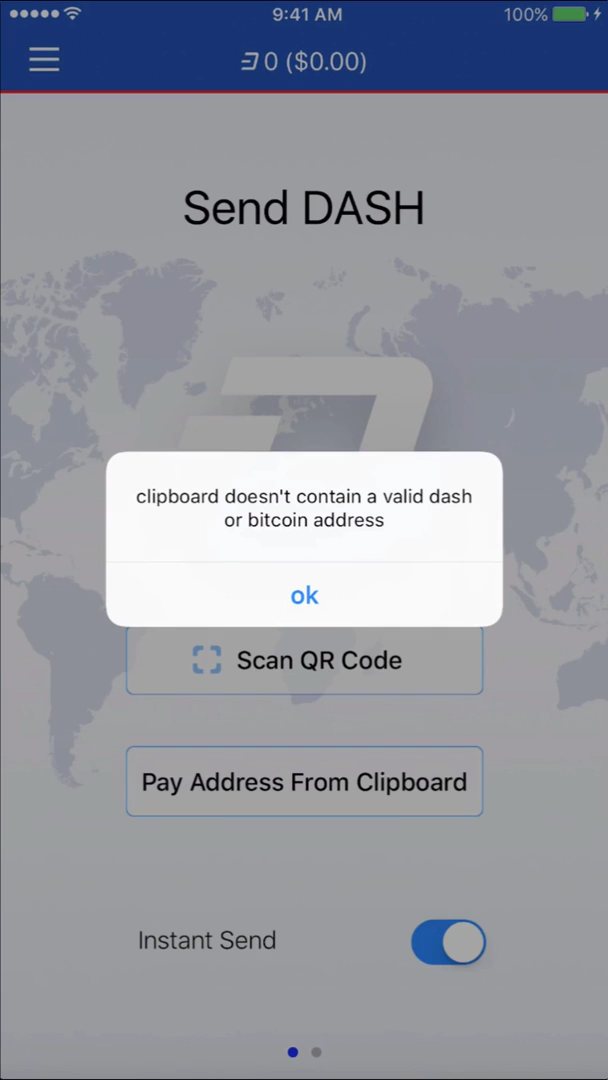 9:41 AM
100%
0 ($0.00)
Send DASH
clipboard doesn't contain a valid dash
or bitcoin address
ok
Scan QR Code
Pay Address From Clipboard
Instant Send